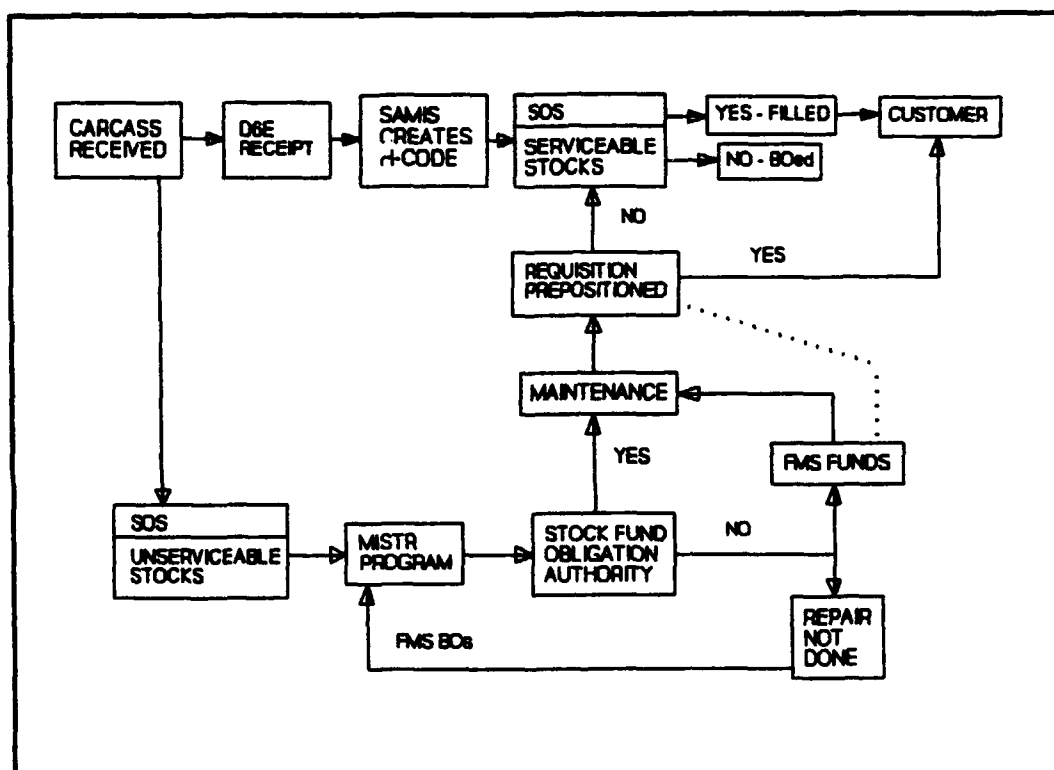 CARCASS
RECEIVED
D6E
RECEIPT
SAMIS
CREATES
CODE
SOS
SERVICEABLE
STOCKS
YES - FILLED
CUSTOMER
NO - BOed
NO
REQUISITION
PREPOSITIONED
YES
MAINTENANCE
YES
FMS FUNDS
SOS
UNSERVICEABLE
STOCKS
MISTR
PROGRAM
STOCK FUND
OBLIGATION
AUTHORITY
NO
FMS BOs
REPAIR
NOT
DONE